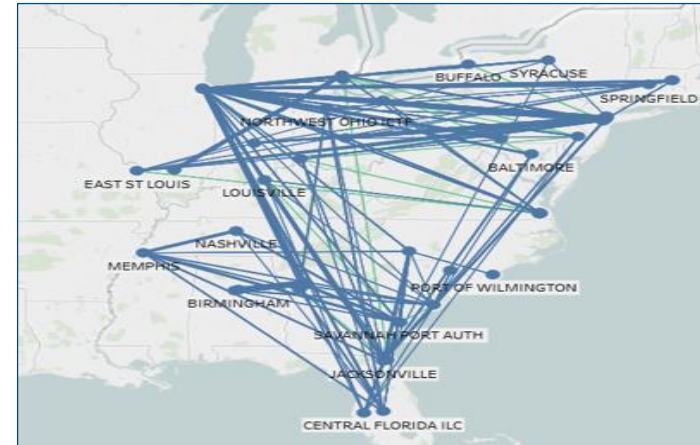 BUFFALO
SYRACUSE
SPRINGFIELD
NORTHWEST OHIO ICTF
BALTIMORE
EAST ST LOUIS
LOUISVILLE
NASHVILLE
MEMPHIS
PORT OF WILMINGTON
BIRMINGHAM
SAVANNAH PORT AUTH
JACKSONVILLE
CENTRAL FLORIDA ILC